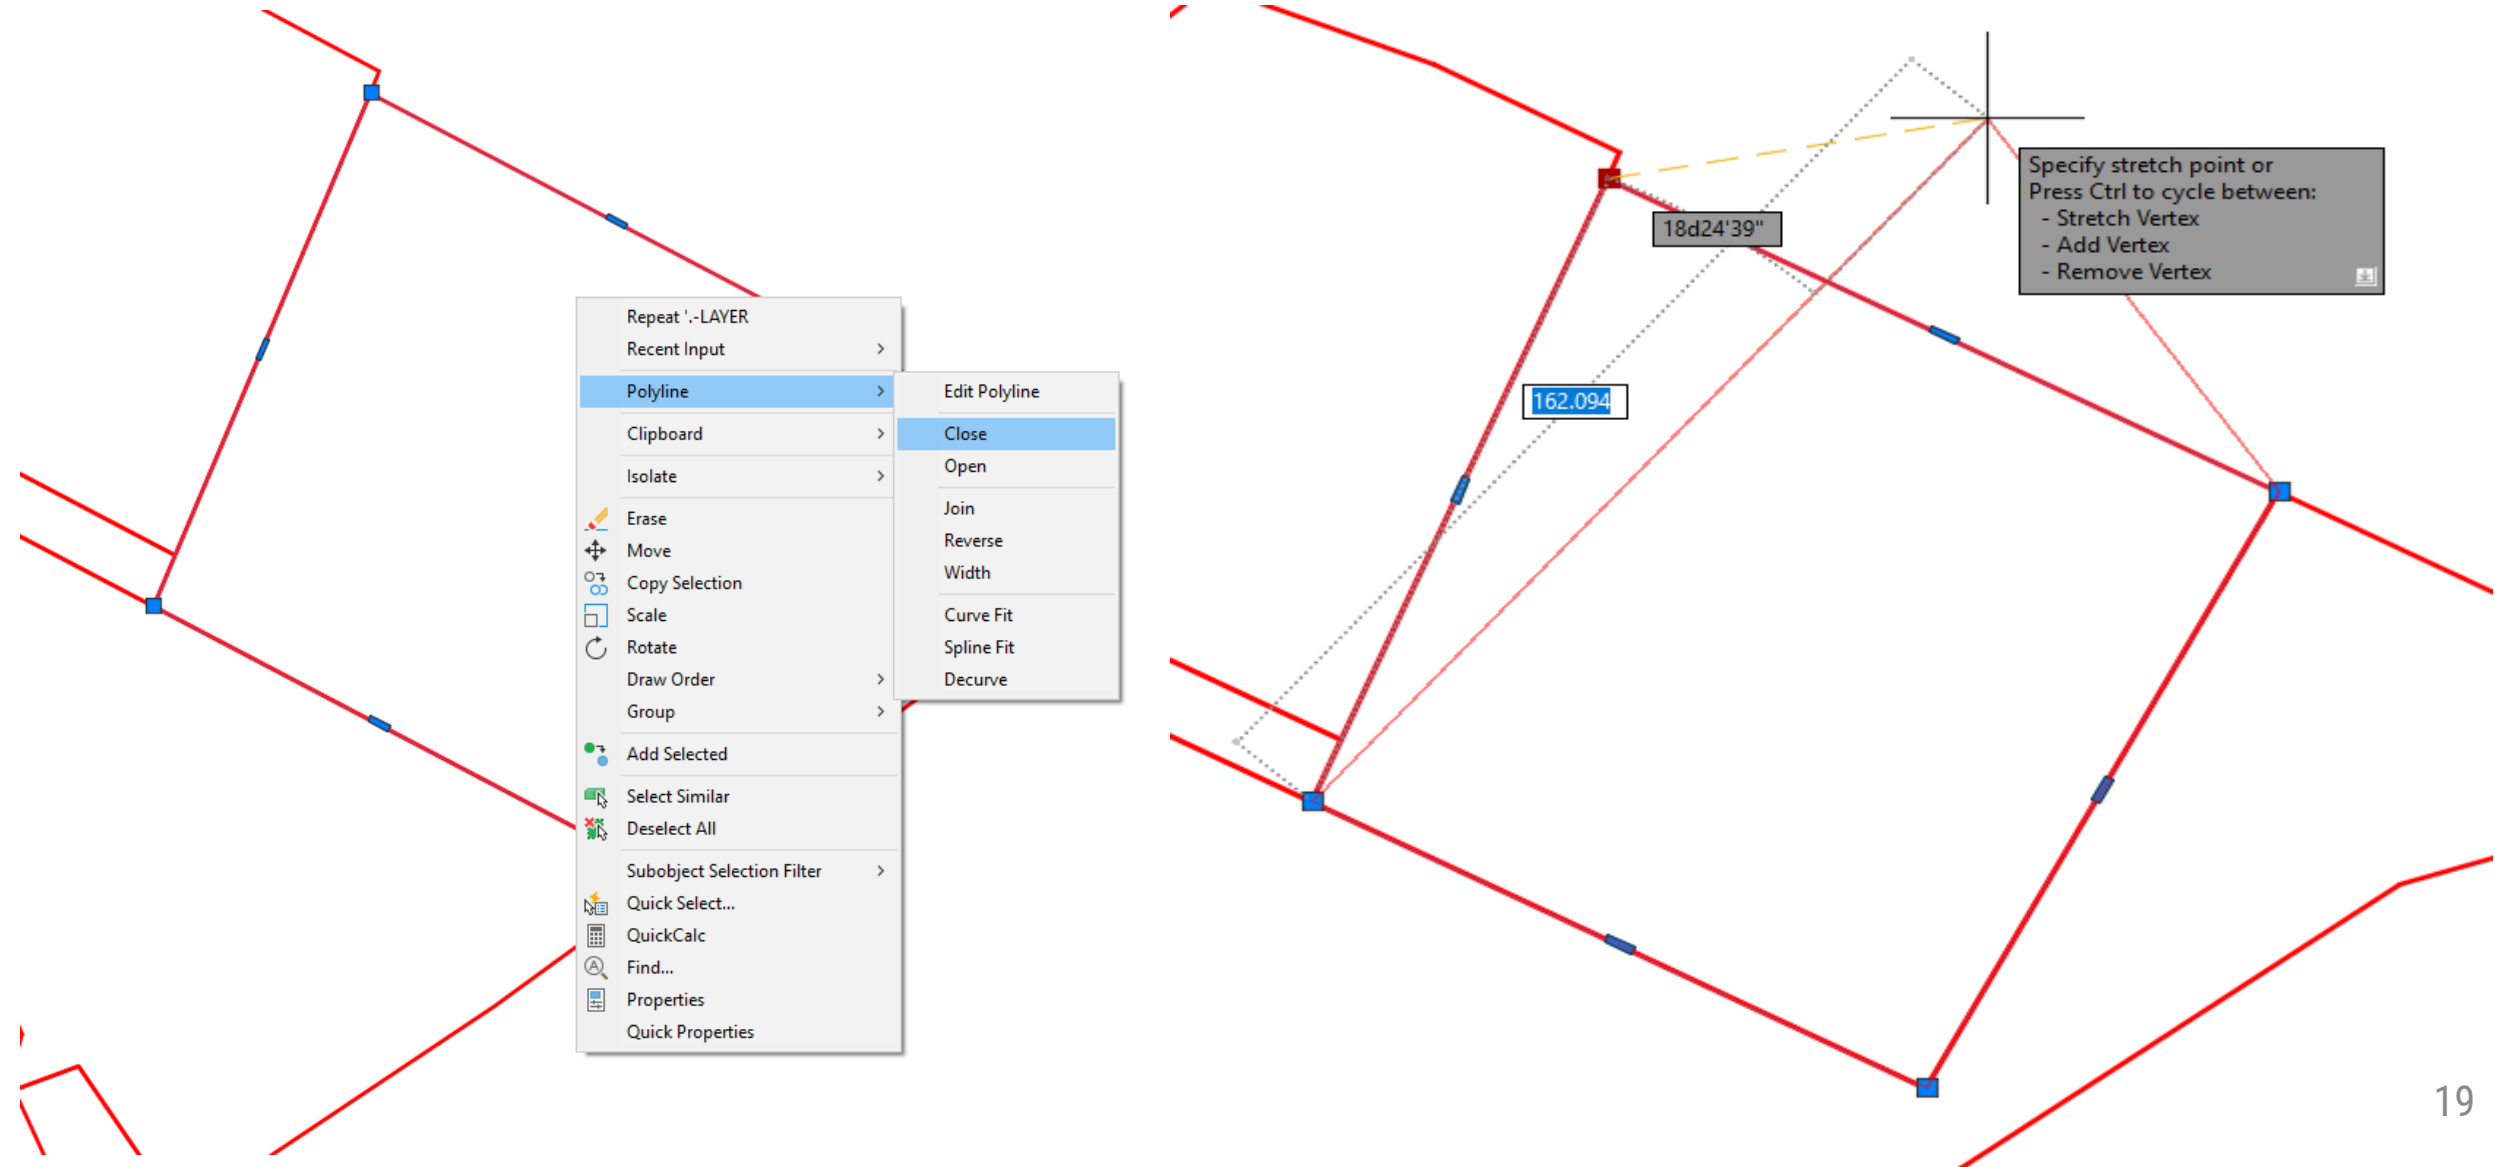 Repeat '.-LAYER
Recent Input
Polyline
Clipboard
Isolate
Erase
Move
Copy Selection
Scale
Rotate
Draw Order
Group
Add Selected
Select Similar
Deselect All
Subobject Selection Filter
Quick Select...
QuickCalc
Find...
Properties
Quick Properties
Edit Polyline
Close
Open
Join
Reverse
Width
Curve Fit
Spline Fit
Decurve
18d24'39"
162.094
Specify stretch point or
Press Ctrl to cycle between:
- Stretch Vertex
- Add Vertex
- Remove Vertex
19